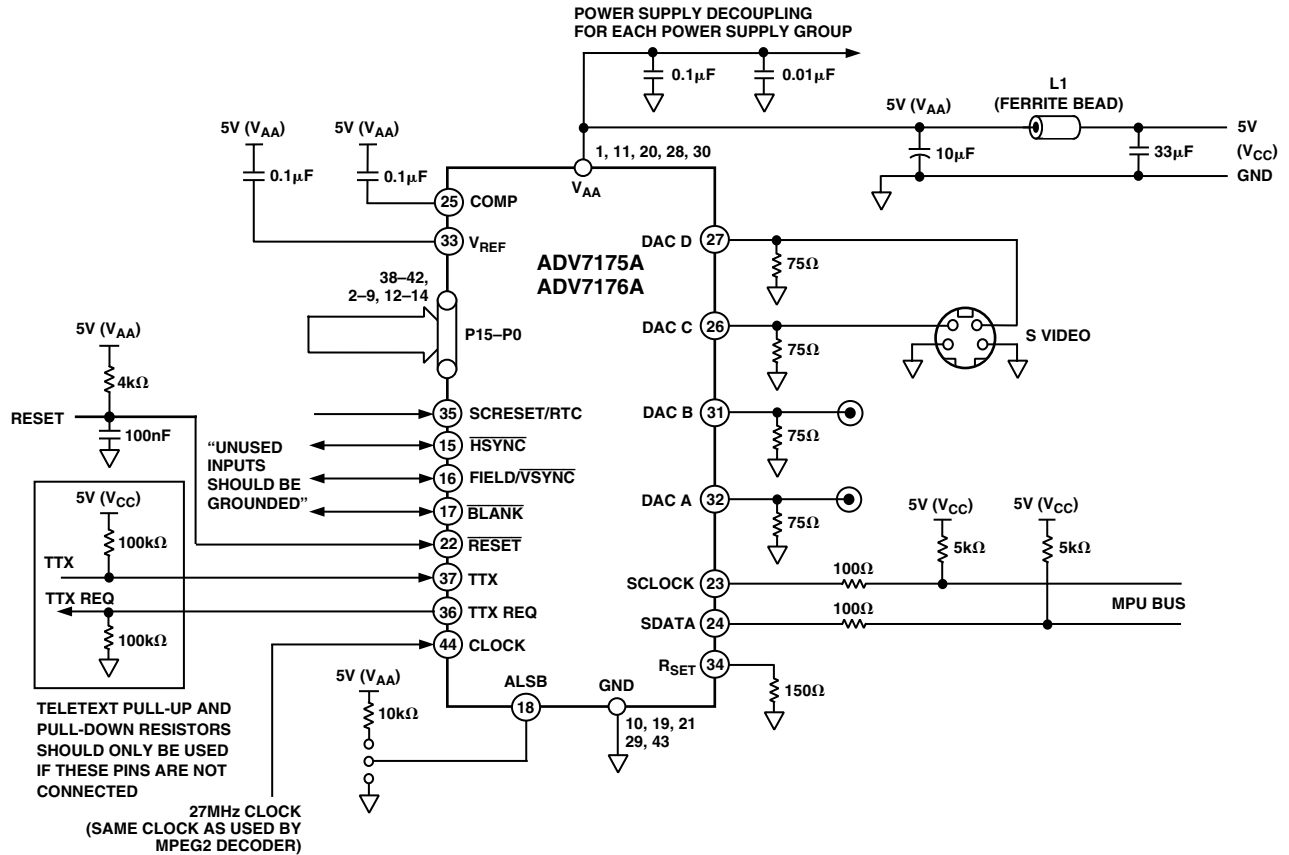 POWER SUPPLY DECOUPLING
FOR EACH POWER SUPPLY GROUP
0.1µF
0.01µF
L1
(FERRITE BEAD)
5V (VAA)
10µF
33µF
5V
(VCC)
GND
5V (VAA)
0.1µF
5V (VAA)
0.1µF
1, 11, 20, 28, 30
VAA
25 COMP
33 VREF
ADV7175A
ADV7176A
38–42,
2–9, 12–14
P15–P0
DAC D 27
75Ω
DAC C 26
75Ω
S VIDEO
DAC B 31
75Ω
DAC A 32
75Ω
5V (VAA)
4kΩ
RESET
100nF
35 SCRESET/RTC
15 HSYNC
16 FIELD/VSYNC
17 BLANK
22 RESET
37 TTX
36 TTX REQ
44 CLOCK
“UNUSED
INPUTS
SHOULD BE
GROUNDED”
5V (VCC)
100kΩ
TTX
TTX REQ
100kΩ
TELETEXT PULL-UP AND
PULL-DOWN RESISTORS
SHOULD ONLY BE USED
IF THESE PINS ARE NOT
CONNECTED
27MHz CLOCK
(SAME CLOCK AS USED BY
MPEG2 DECODER)
5V (VAA)
10kΩ
ALSB
18
GND
10, 19, 21
29, 43
SCLOCK 23
100Ω
SDATA 24
100Ω
5V (VCC)
5kΩ
5V (VCC)
5kΩ
MPU BUS
RSET 34
150Ω